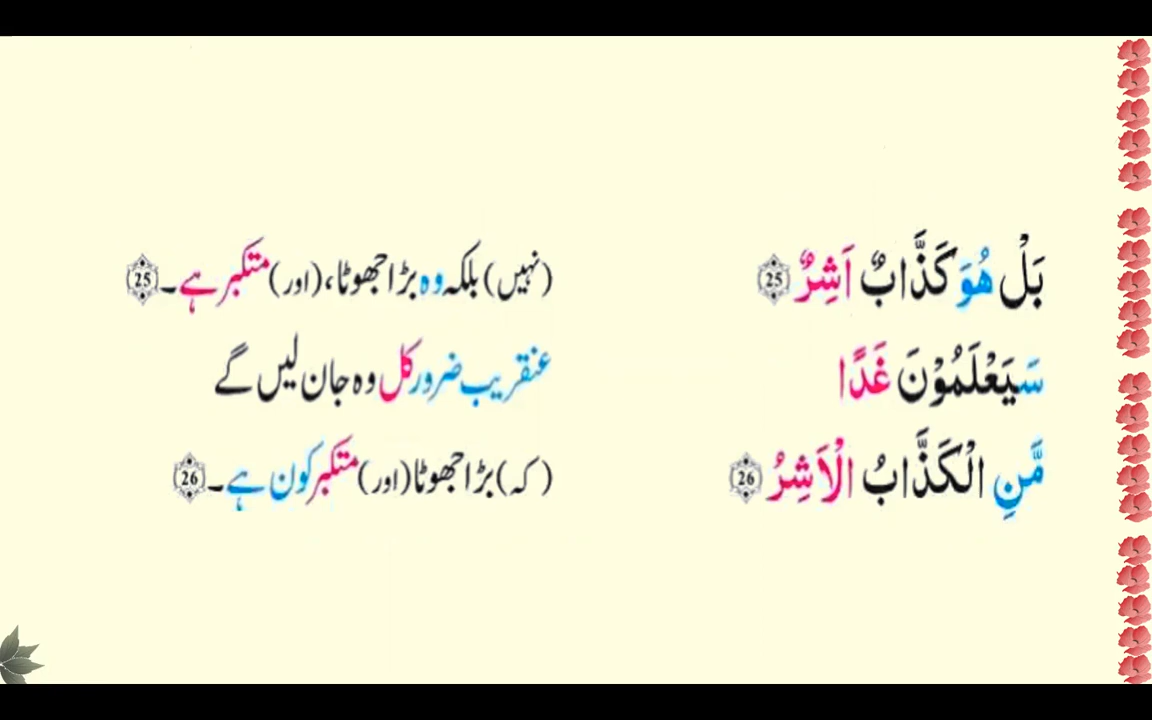 بَلْ هُوَ كَذَّابٌ اَشِرٌ 25
(نہیں) بلکہ وہ بڑا جھوٹا، (اور) متکبر ہے۔ 25
سَيَعْلَمُوْنَ غَدًا
عنقریب ضرور کل وہ جان لیں گے
مَّنِ الْكَذَّابُ الْاَشِرُ 26
(کہ) بڑا جھوٹا (اور) متکبر کون ہے۔ 26